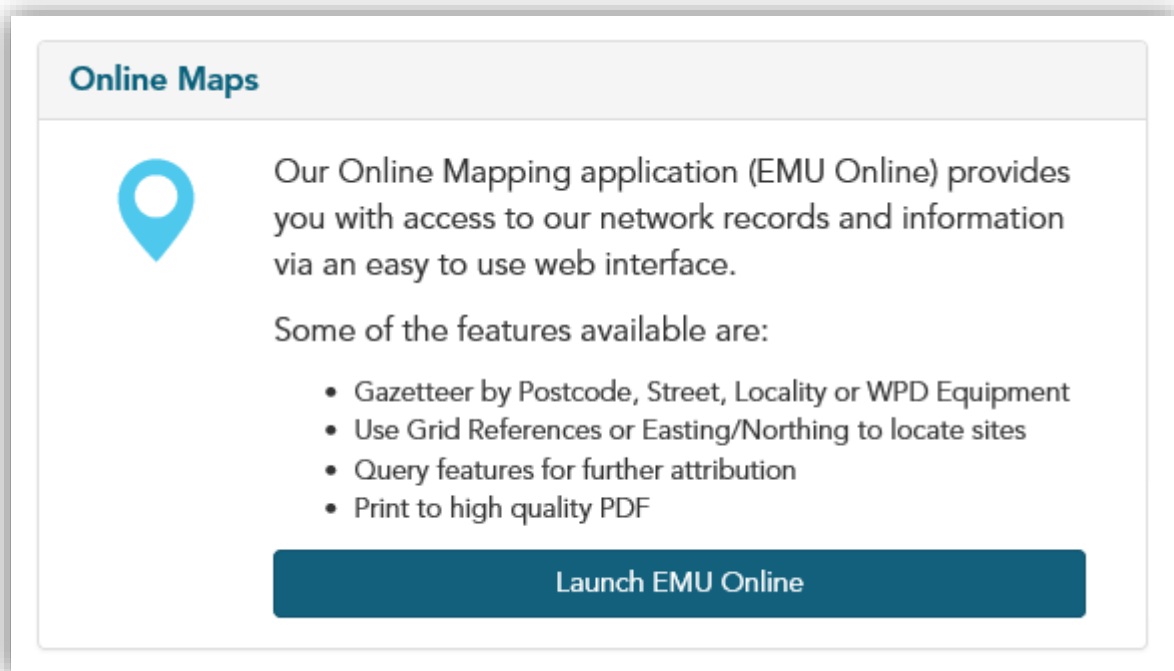 Online Maps
Our Online Mapping application (EMU Online) provides
you with access to our network records and information
via an easy to use web interface.
Some of the features available are:
• Gazetteer by Postcode, Street, Locality or WPD Equipment
• Use Grid References or Easting/Northing to locate sites
• Query features for further attribution
• Print to high quality PDF
Launch EMU Online